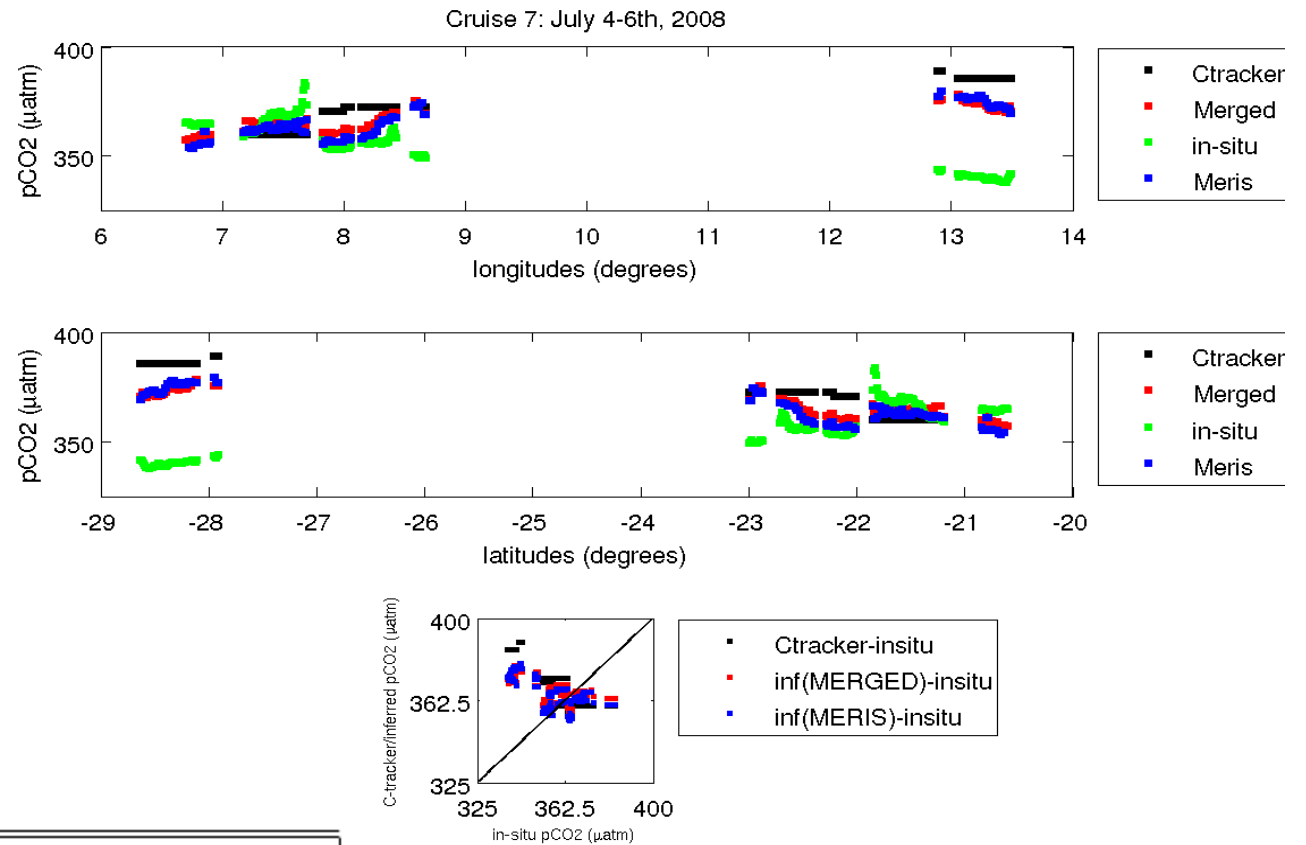 Cruise 7: July 4-6th, 2008
400
350
pCO2 (µatm)
6 7 8 9 10 11 12 13 14
longitudes (degrees)
Ctracker
Merged
in-situ
Meris
400
350
pCO2 (µatm)
-29 -28 -27 -26 -25 -24 -23 -22 -21 -20
latitudes (degrees)
Ctracker
Merged
in-situ
Meris
400
362.5
325
C-tracker/inferred pCO2 (µatm)
325 362.5 400
in-situ pCO2 (µatm)
Ctracker-insitu
inf(MERGED)-insitu
inf(MERIS)-insitu